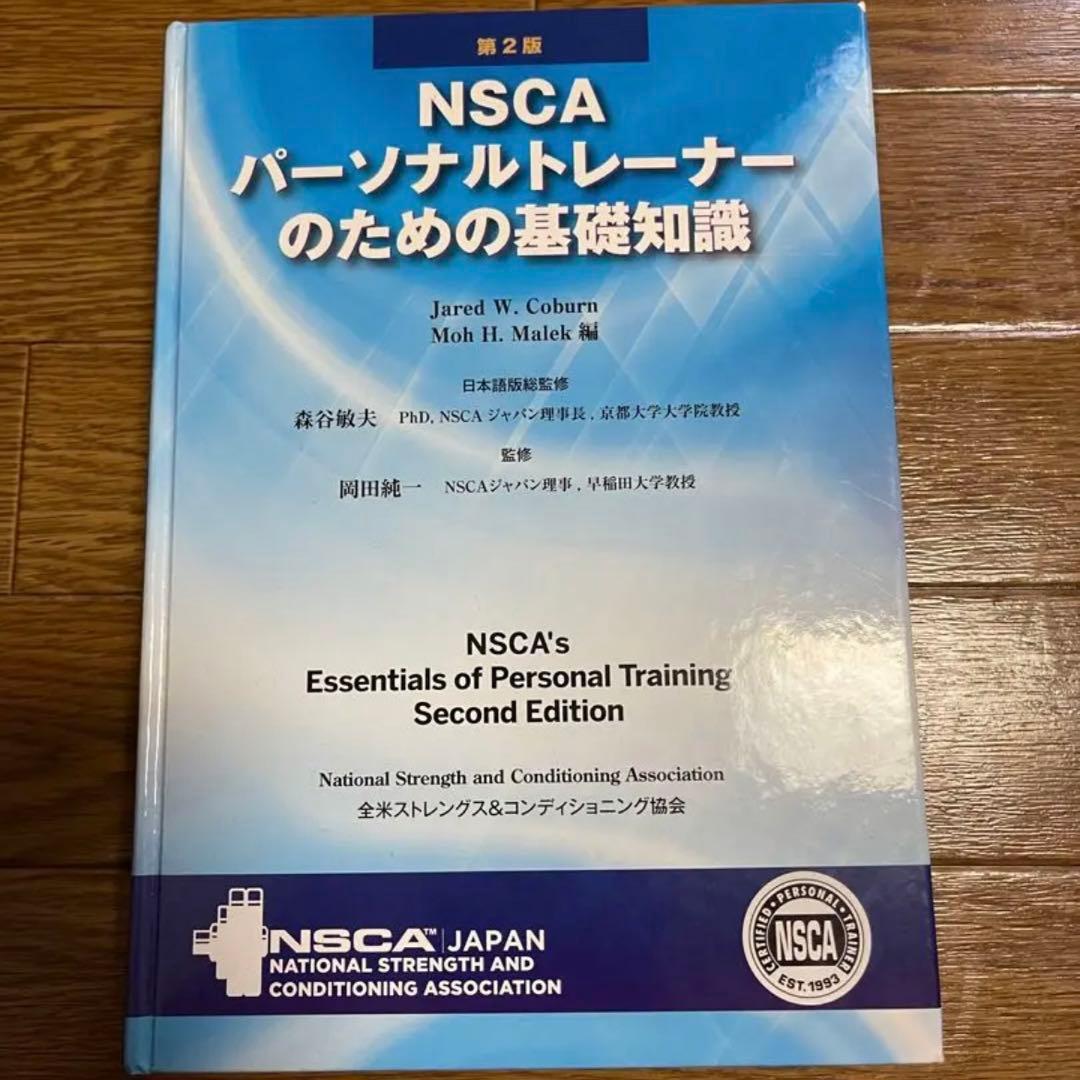 第2版
NSCA
パーソナルトレーナー
のための基礎知識
Jared W. Coburn
Moh H. Malek 編
日本語版総監修
森谷敏夫 PhD, NSCA ジャパン理事長, 京都大学大学院教授
監修
岡田純一 NSCAジャパン理事, 早稲田大学教授
NSCA's
Essentials of Personal Training
Second Edition
National Strength and Conditioning Association
全米ストレングス&コンディショニング協会
NSCA™ JAPAN
NATIONAL STRENGTH AND
CONDITIONING ASSOCIATION
CERTIFIED • PERSONAL • TRAINER
NSCA
EST. 1993